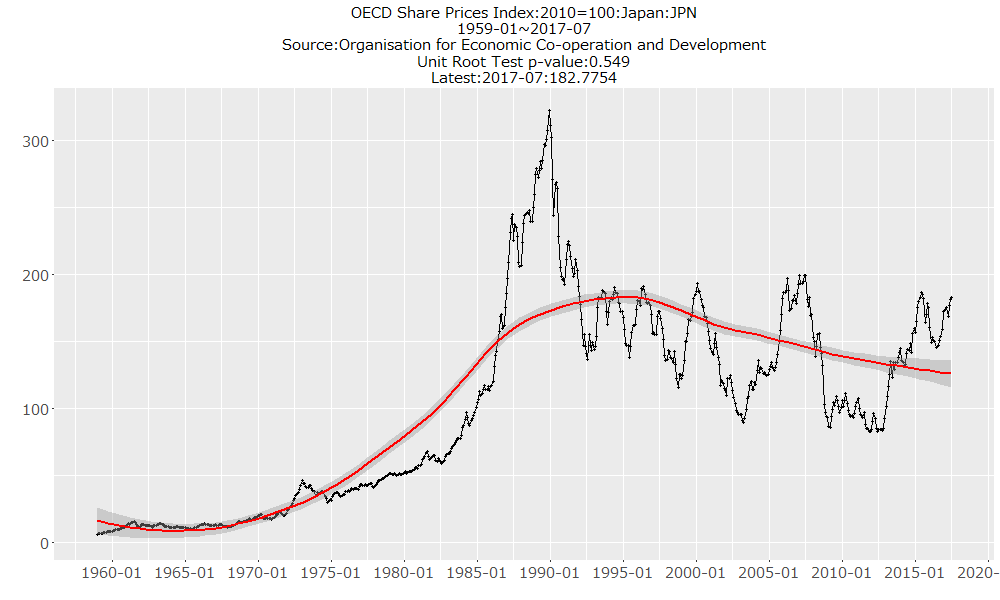 OECD Share Prices Index:2010=100:Japan:JPN
1959-01~2017-07
Source:Organisation for Economic Co-operation and Development
Unit Root Test p-value:0.549
Latest:2017-07:182.7754
300
200
100
0
1960-01 1965-01 1970-01 1975-01 1980-01 1985-01 1990-01 1995-01 2000-01 2005-01 2010-01 2015-01 2020-